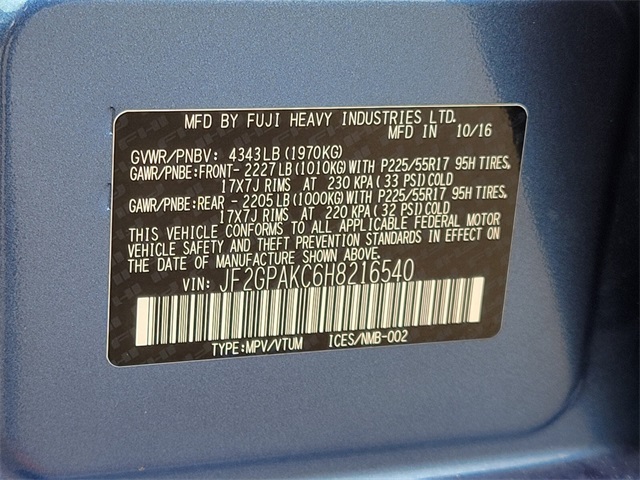 MFD BY FUJI HEAVY INDUSTRIES LTD.
MFD IN 10/16
GVWR/PNBV: 4343LB (1970KG)
GAWR/PNBE:FRONT- 2227LB(1010KG)WITH P225/55R17 95H TIRES,
17X7J RIMS AT 230 KPA(33 PSI)COLD
GAWR/PNBE:REAR - 2205LB(1000KG)WITH P225/55R17 95H TIRES,
17X7J RIMS AT 220 KPA(32 PSI)COLD
THIS VEHICLE CONFORMS TO ALL APPLICABLE FEDERAL MOTOR
VEHICLE SAFETY AND THEFT PREVENTION STANDARDS IN EFFECT ON
THE DATE OF MANUFACTURE SHOWN ABOVE.
VIN: JF2GPAKC6H8216540
TYPE:MPV/VTUM ICES/NMB-002